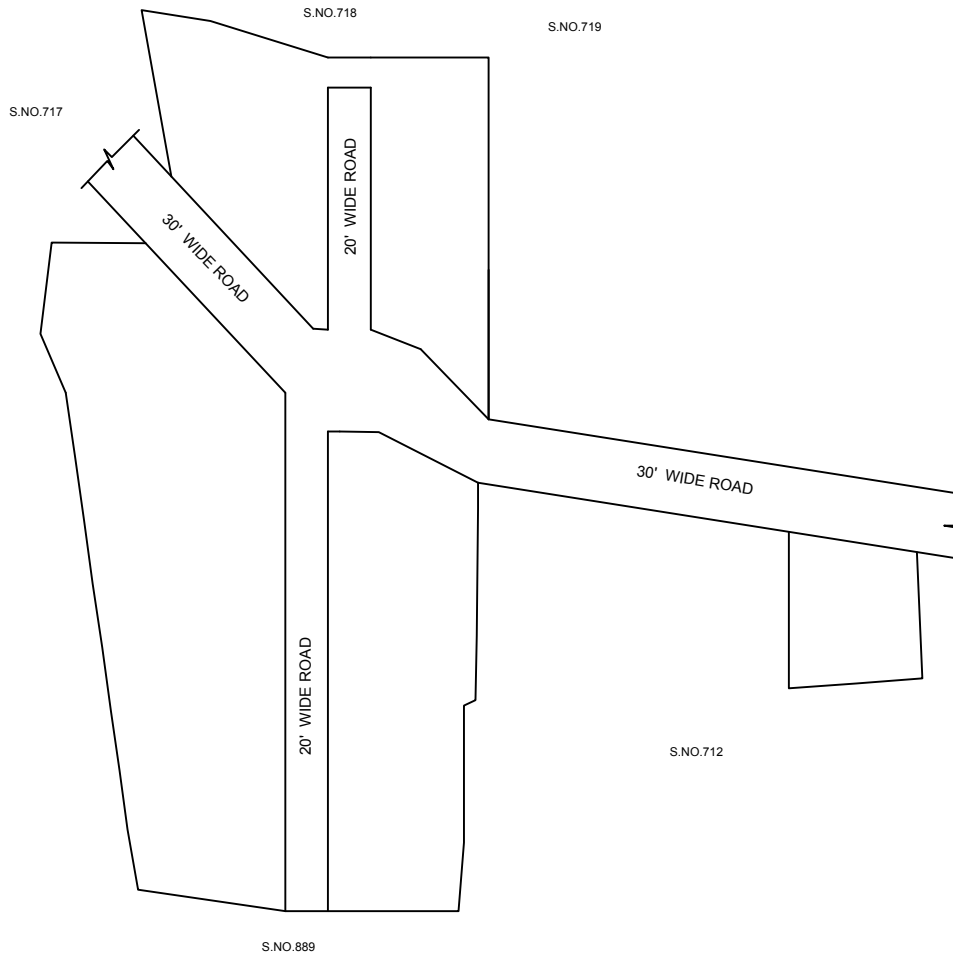 S.NO.718
S.NO.719
S.NO.717
20' WIDE ROAD
30' WIDE ROAD
30' WIDE ROAD
20' WIDE ROAD
S.NO.712
S.NO.889